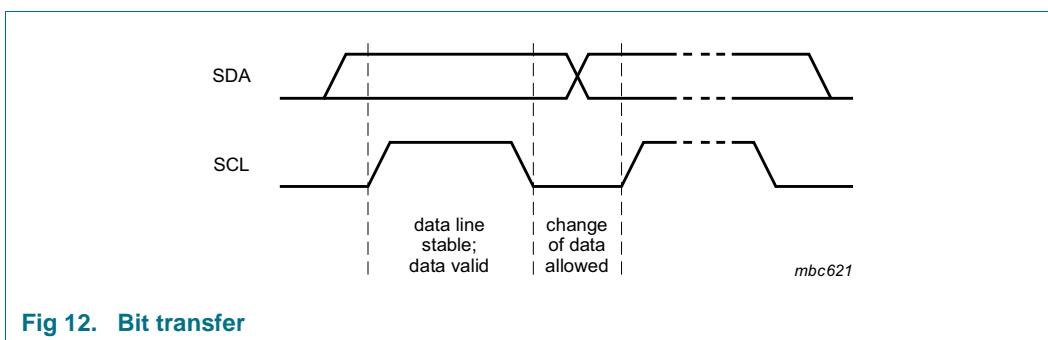 SDA
SCL
data line
stable;
data valid
change
of data
allowed
mbc621
Fig 12. Bit transfer